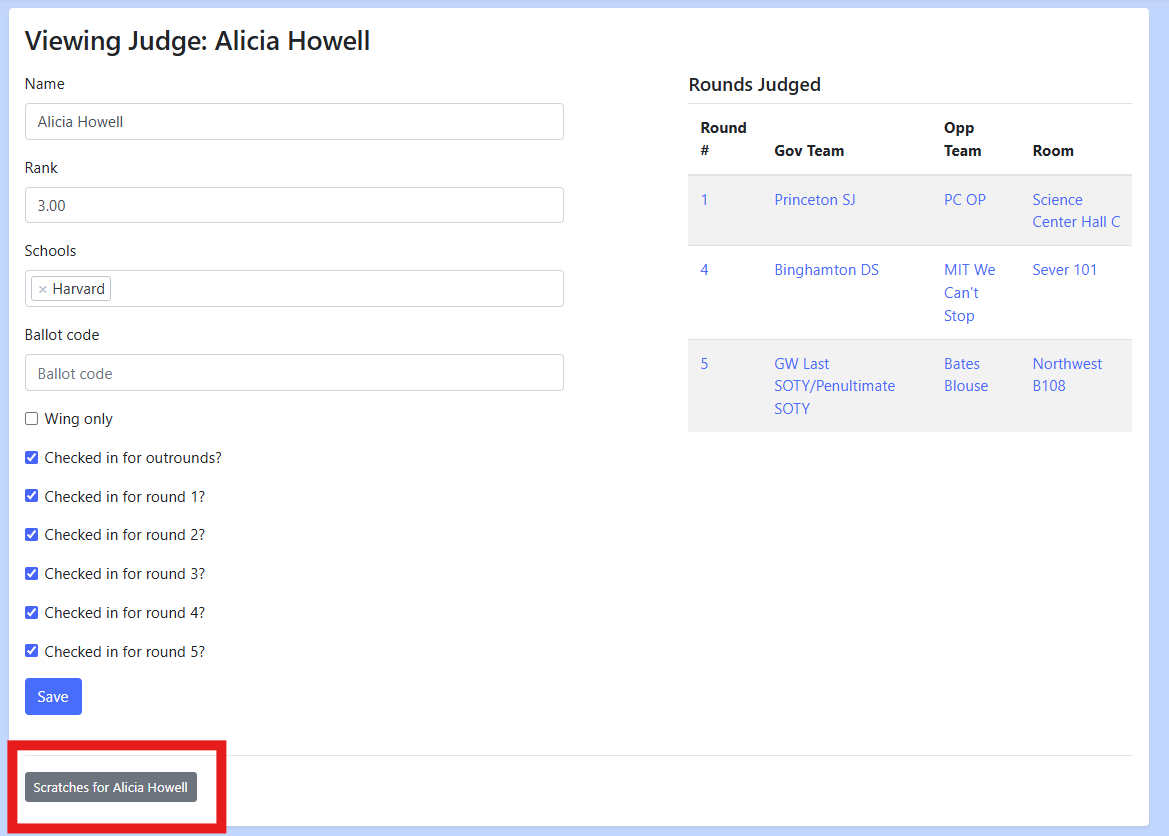 Viewing Judge: Alicia Howell
Name
Alicia Howell
Rank
3.00
Schools
× Harvard
Ballot code
Ballot code
Wing only
Checked in for outrounds?
Checked in for round 1?
Checked in for round 2?
Checked in for round 3?
Checked in for round 4?
Checked in for round 5?
Save
Scratches for Alicia Howell
Rounds Judged
Round # Gov Team Opp Team Room
1 Princeton SJ PC OP Science Center Hall C
4 Binghamton DS MIT We Can't Stop Sever 101
5 GW Last SOTY/Penultimate SOTY Bates Blouse Northwest B108